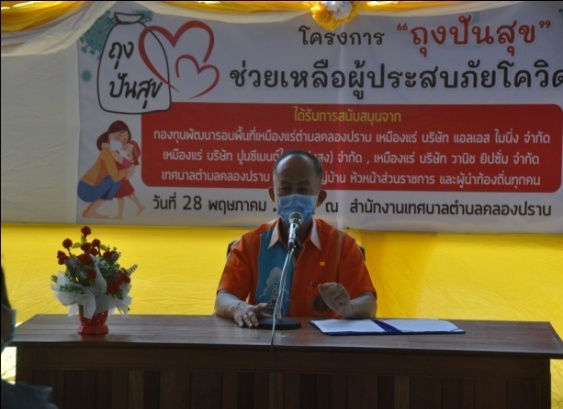 ถุง
ปันสุข
โครงการ "ถุงปันสุข"
ช่วยเหลือผู้ประสบภัยโควิด
ได้รับการสนับสนุนจาก
กองทุนพัฒนารอบพื้นที่เหมืองแร่ตำบลคลองปราบ เหมืองแร่ บริษัท แอลเอส ไมนิ่ง จำกัด
เหมืองแร่ บริษัท ปูนซีเมนต์ไทย สง) จำกัด , เหมืองแร่ บริษัท วานิช ยิปซั่ม จำกัด
เทศบาลตำบลคลองปราบ ญ่บ้าน หัวหน้าส่วนราชการ และผู้นำท้องถิ่นทุกคน
วันที่ 28 พฤษภาคม ณ สำนักงานเทศบาลตำบลคลองปราบ